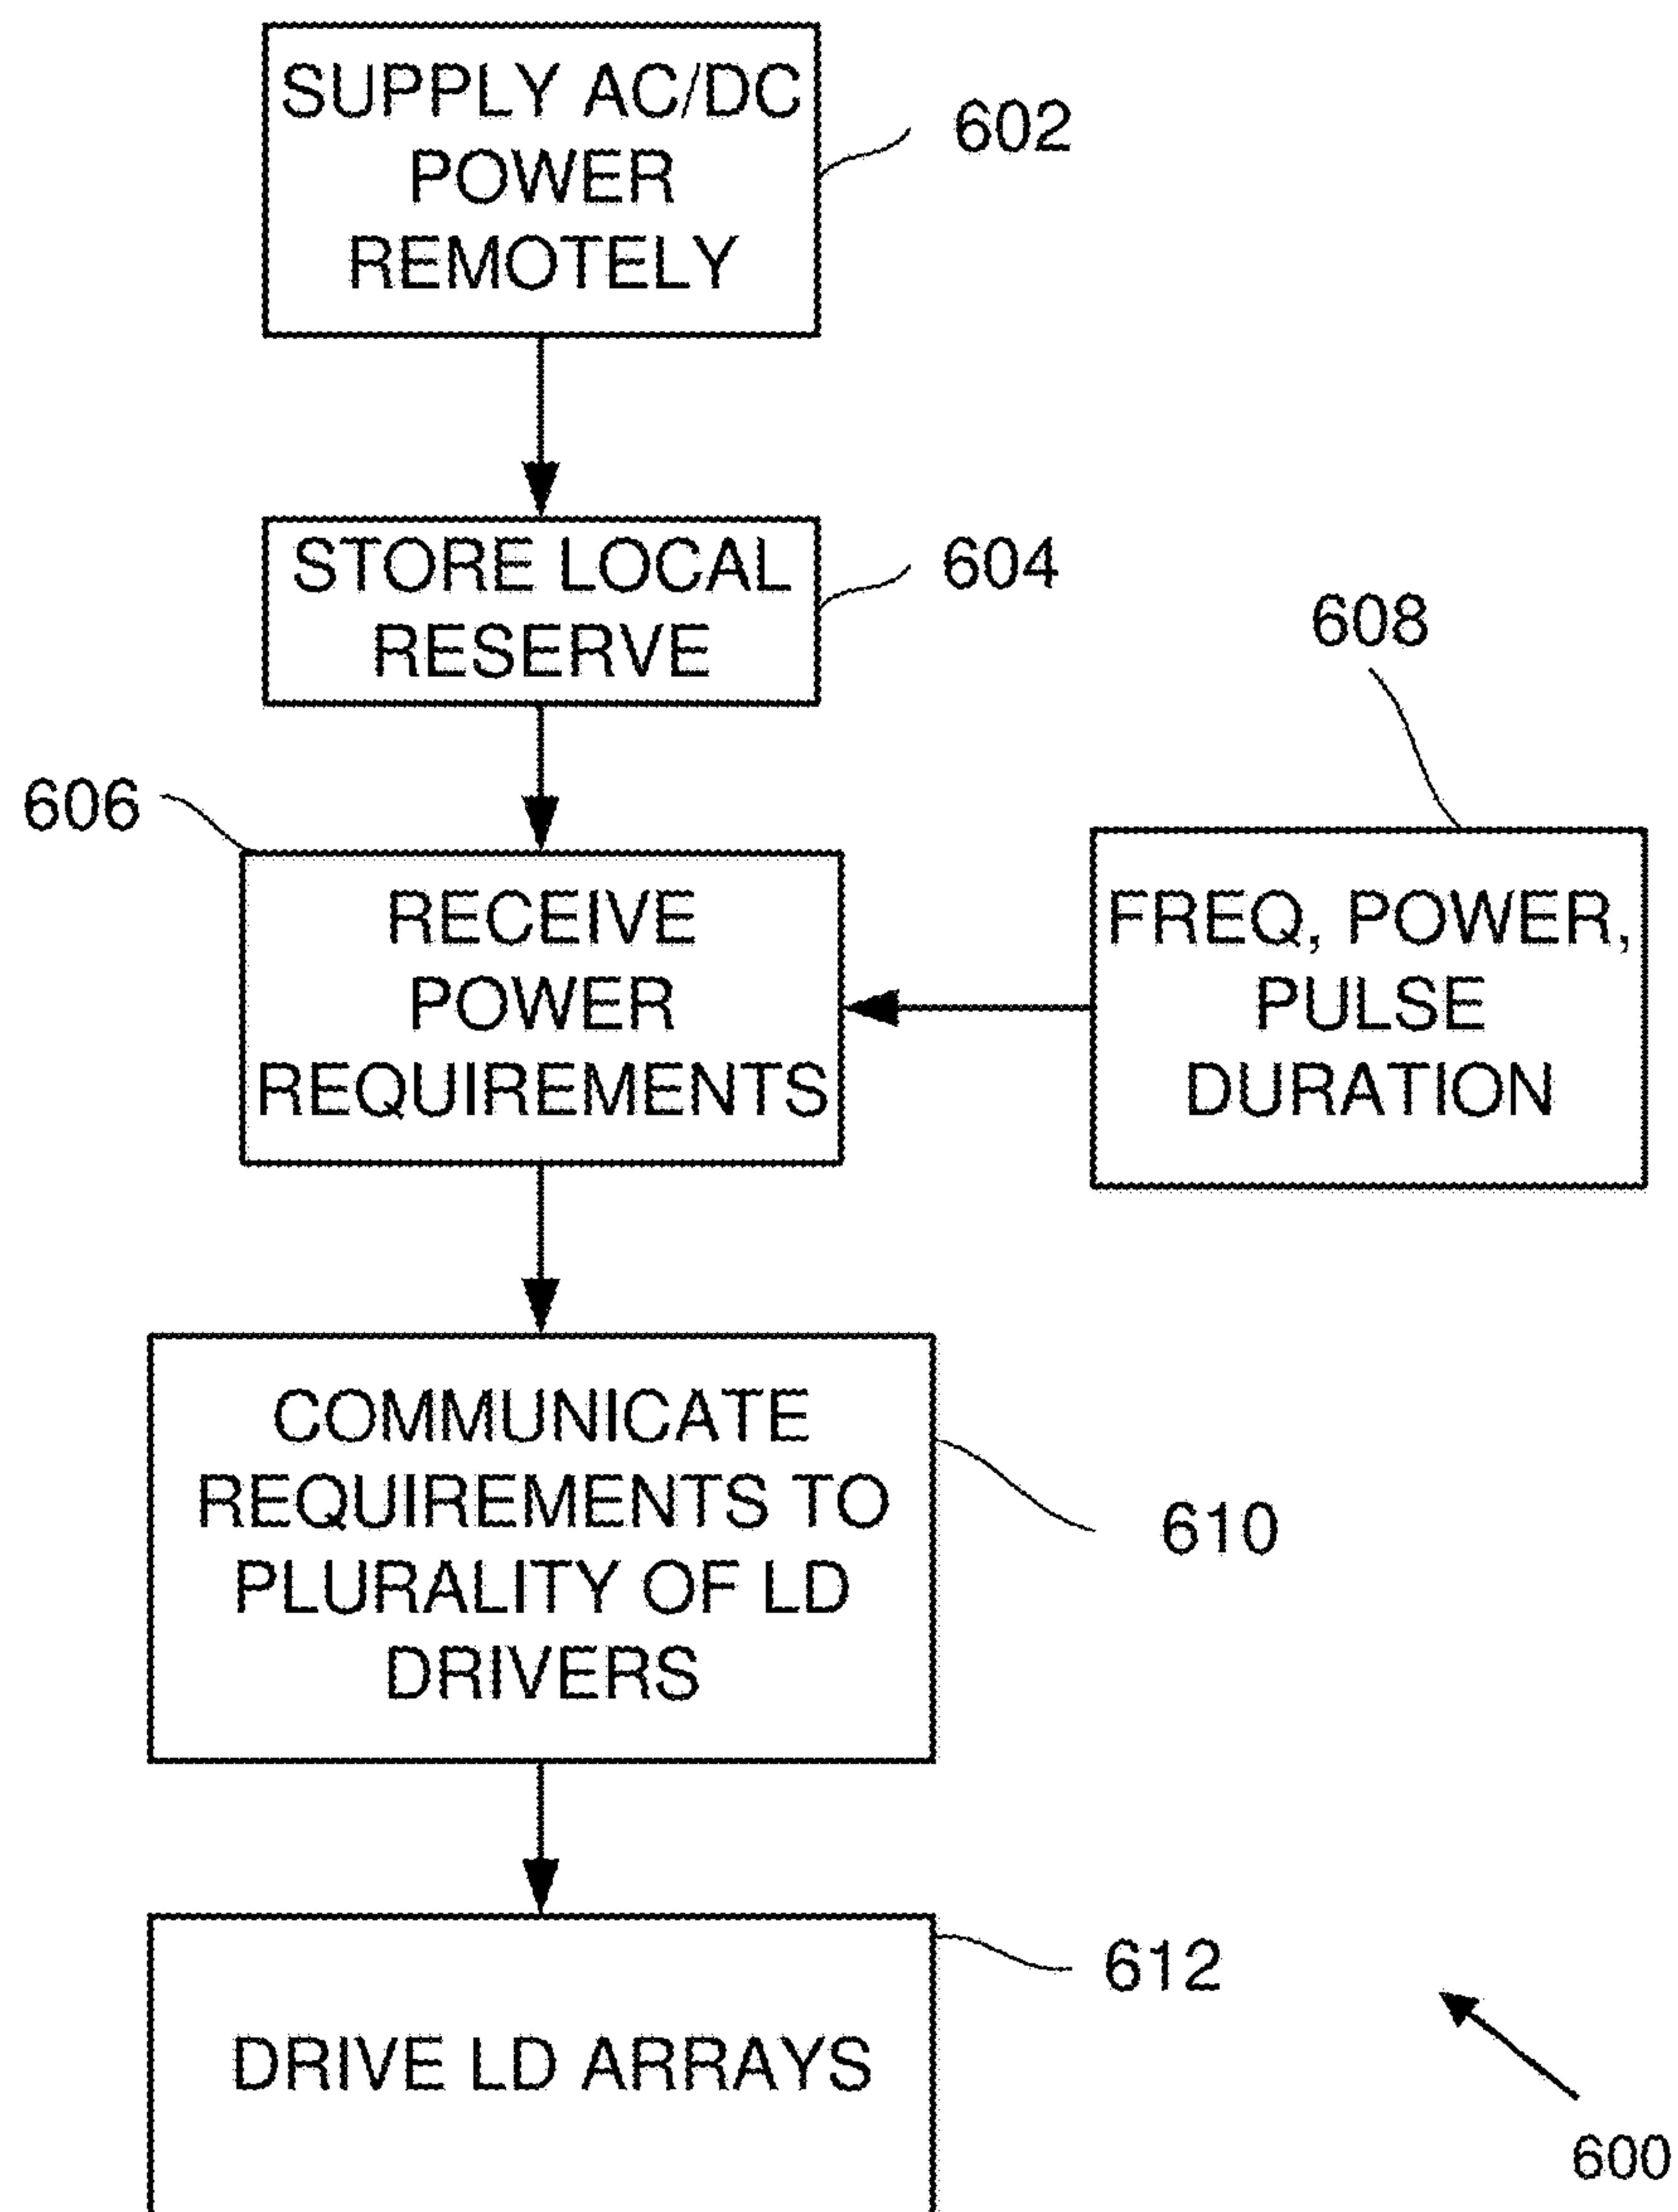 SUPPLY AC/DC
POWER
REMOTELY
602
STORE LOCAL
RESERVE
604
608
606
RECEIVE
POWER
REQUIREMENTS
FREQ, POWER,
PULSE
DURATION
COMMUNICATE
REQUIREMENTS TO
PLURALITY OF LD
DRIVERS
610
612
DRIVE LD ARRAYS
600